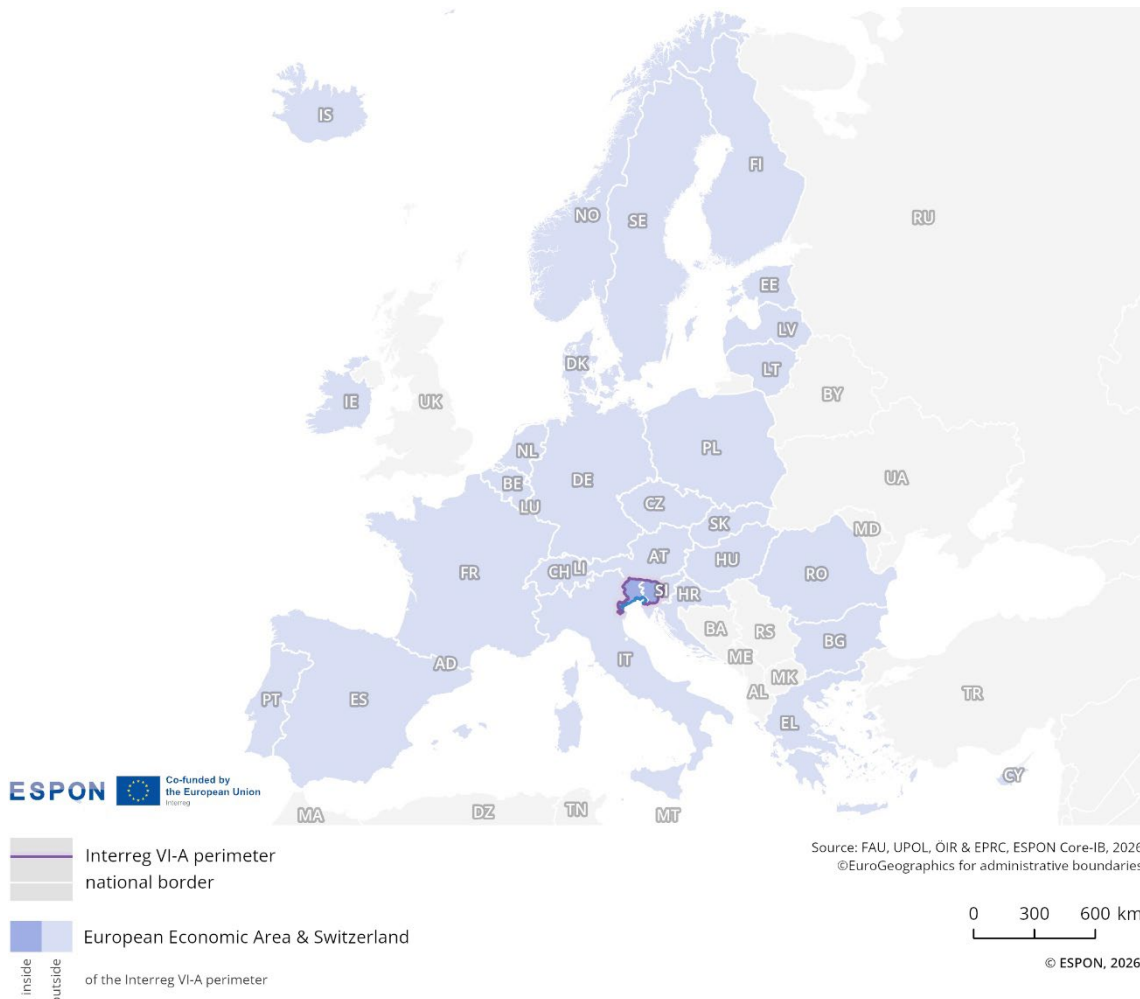 IS
FI
NO
SE
RU
EE
LV
DK
LT
IE
UK
BY
NL
PL
BE
DE
UA
LU
CZ
SK
MD
AT
HU
FR
CH
LI
RO
SI
HR
BA
RS
BG
IT
ME
AD
MK
AL
PT
ES
TR
EL
CY
ESPON
Co-funded by
the European Union
Interreg
MA
DZ
TN
MT
Interreg VI-A perimeter
national border
European Economic Area & Switzerland
inside
outside
of the Interreg VI-A perimeter
Source: FAU, UPOL, ÖIR & EPRC, ESPON Core-IB, 2026
©EuroGeographics for administrative boundaries
0 300 600 km
© ESPON, 2026